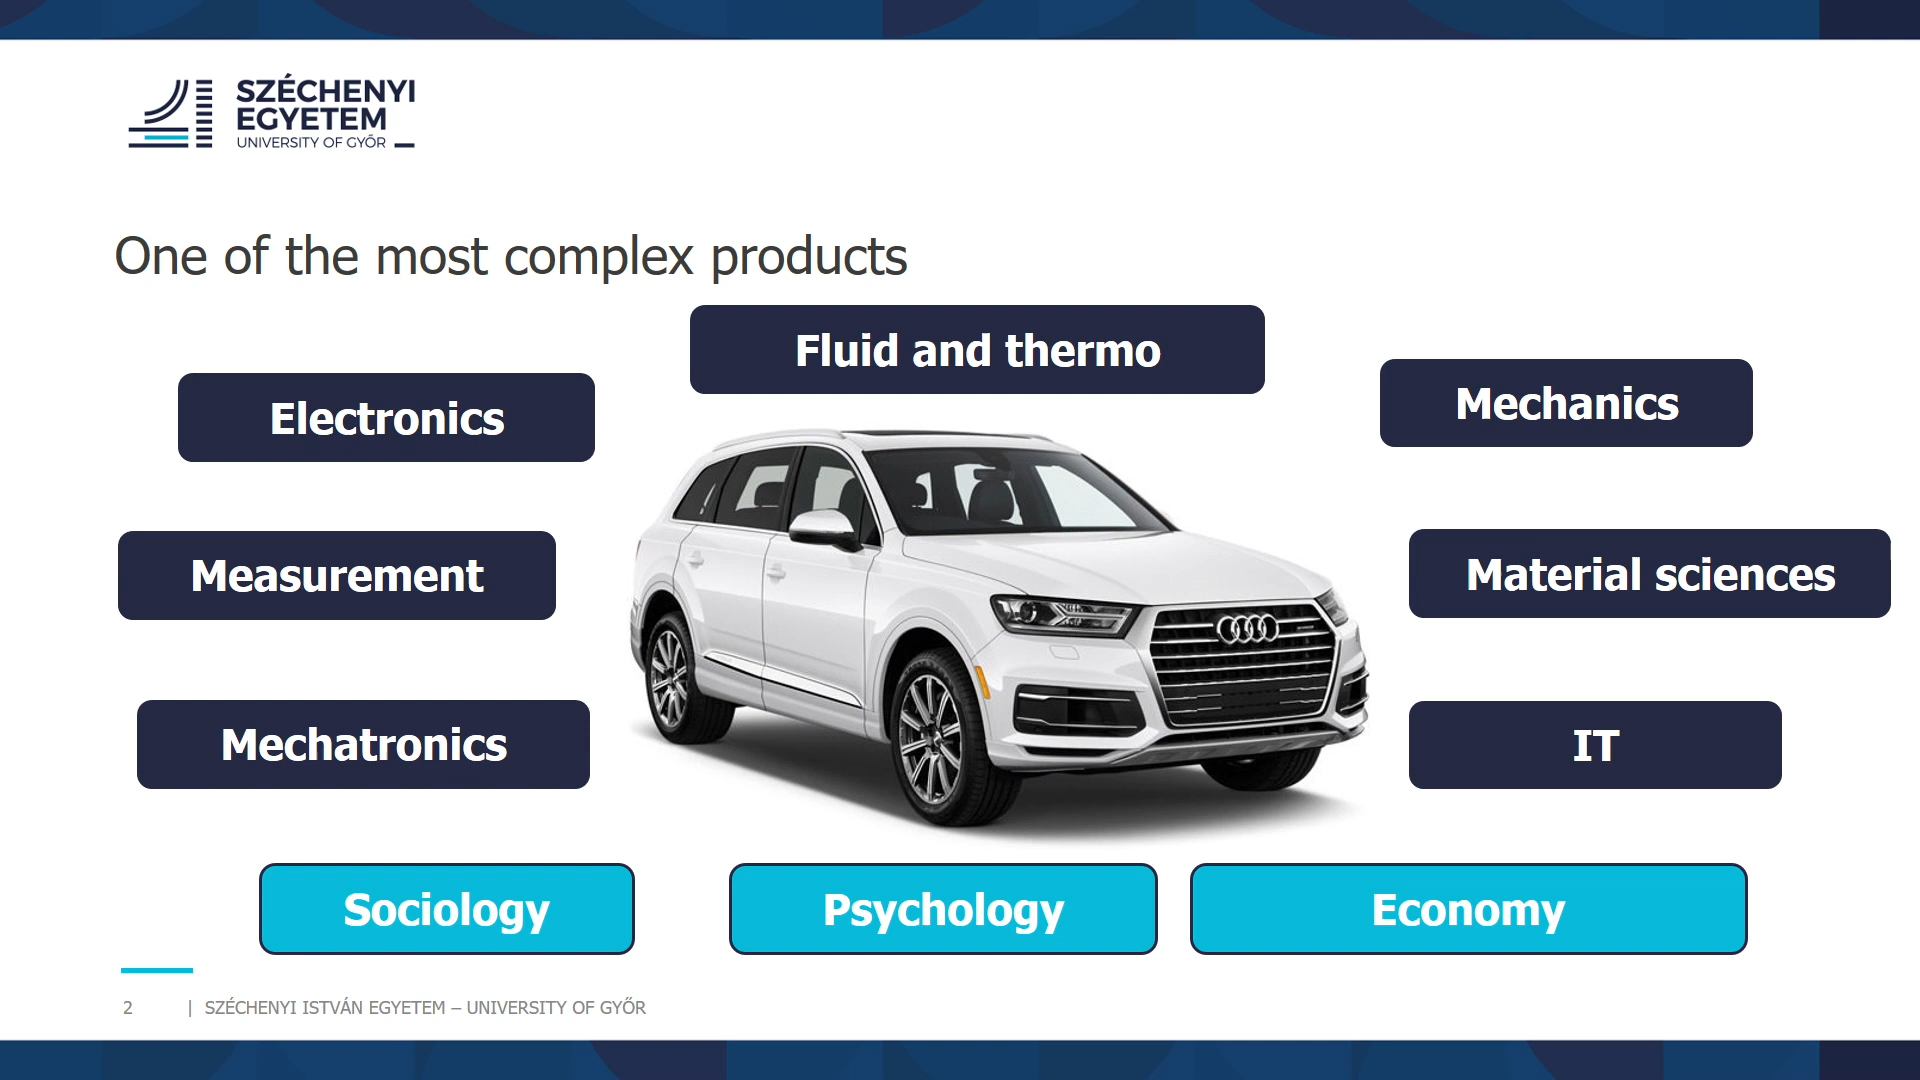 SZÉCHENYI
EGYETEM
UNIVERSITY OF GYŐR
One of the most complex products
Fluid and thermo
Electronics
Mechanics
Measurement
Material sciences
Mechatronics
IT
Sociology
Psychology
Economy
2 | SZÉCHENYI ISTVÁN EGYETEM – UNIVERSITY OF GYŐR